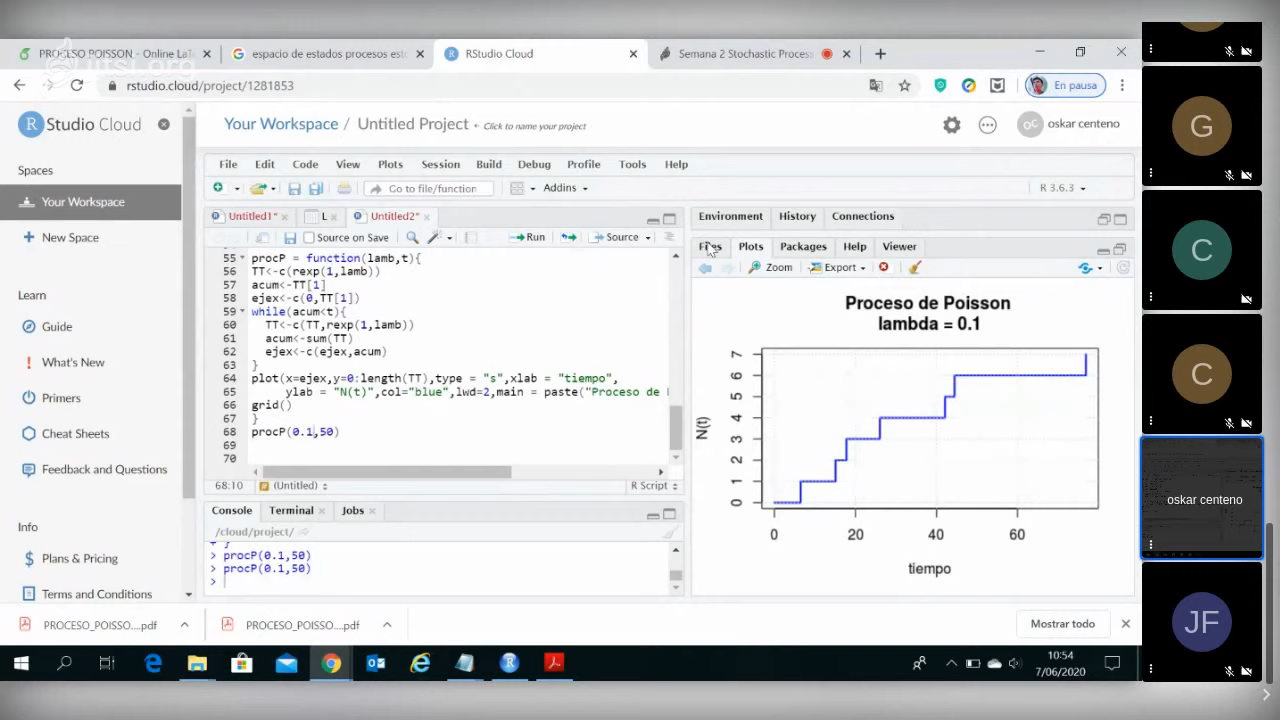 PROCESO POISSON - Online LaTe
espacio de estados procesos esto
RStudio Cloud
Semana 2 Stochastic Process
jitsi.org
rstudio.cloud/project/1281853
En pausa
R Studio Cloud
Your Workspace / Untitled Project
Click to name your project
OC oskar centeno
Spaces
Your Workspace
New Space
Learn
Guide
What's New
Primers
Cheat Sheets
Feedback and Questions
Info
Plans & Pricing
Terms and Conditions
File Edit Code View Plots Session Build Debug Profile Tools Help
Go to file/function
Addins
R 3.6.3
Untitled1*
L
Untitled2*
Source on Save
Run
Source
55 procP = function(lamb,t){
56 TT<-c(rexp(1,lamb))
57 acum<-TT[1]
58 ejex<-c(0,TT[1])
59 while(acum<t){
60 TT<-c(TT,rexp(1,lamb))
61 acum<-sum(TT)
62 ejex<-c(ejex,acum)
63 }
64 plot(x=ejex,y=0:length(TT),type = "s",xlab = "tiempo",
65 ylab = "N(t)",col="blue",lwd=2,main = paste("Proceso de
66 grid()
67 }
68 procP(0.1,50)
69
70
68:10
(Untitled)
R Script
Console Terminal Jobs
/cloud/project/
}
> procP(0.1,50)
> procP(0.1,50)
>
Environment History Connections
Files Plots Packages Help Viewer
Zoom
Export
Proceso de Poisson
lambda = 0.1
N(t)
7
6
5
4
3
2
1
0
0 20 40 60
tiempo
PROCESO_POISSO....pdf
PROCESO_POISSO....pdf
Mostrar todo
10:54
7/06/2020
G
C
C
oskar centeno
JF